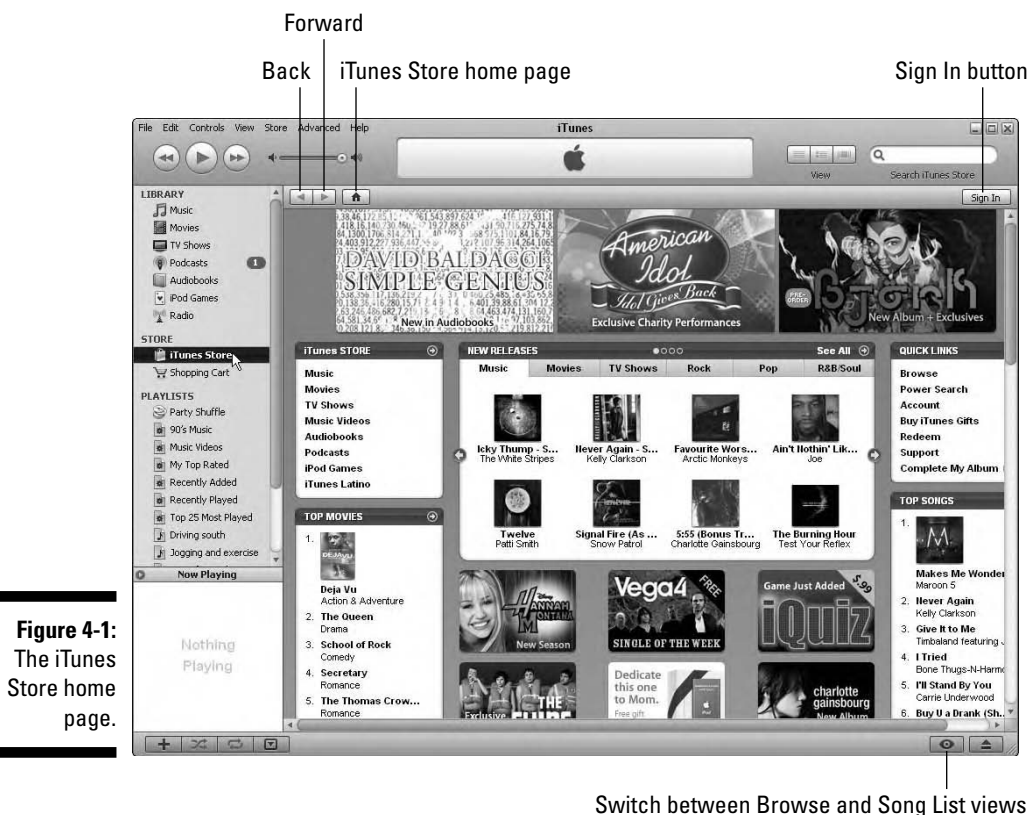 Forward
Back iTunes Store home page Sign In button
File Edit Controls View Store Advanced Help iTunes
View Search iTunes Store
Sign In
LIBRARY
Music
Movies
TV Shows
Podcasts 1
Audiobooks
iPod Games
Radio
STORE
iTunes Store
Shopping Cart
PLAYLISTS
Party Shuffle
90's Music
Music Videos
My Top Rated
Recently Added
Recently Played
Top 25 Most Played
Driving south
Jogging and exercise
Now Playing
Nothing
Playing
DAVID BALDACCI
SIMPLE GENIUS
New in Audiobooks
American
Idol
Idol Gives Back
Exclusive Charity Performances
PRE-
ORDER
BJORK
New Album + Exclusives
iTunes STORE
Music
Movies
TV Shows
Music Videos
Audiobooks
Podcasts
iPod Games
iTunes Latino
TOP MOVIES
1.
DEJAVU
Deja Vu
Action & Adventure
2. The Queen
Drama
3. School of Rock
Comedy
4. Secretary
Romance
5. The Thomas Crow...
Romance
NEW RELEASES See All
Music Movies TV Shows Rock Pop R&B/Soul
Icky Thump - S... Never Again - S... Favourite Wors... Ain't Nothin' Lik...
The White Stripes Kelly Clarkson Arctic Monkeys Joe
Twelve Signal Fire (As ... 5:55 (Bonus Tr... The Burning Hour
Patti Smith Snow Patrol Charlotte Gainsbourg Test Your Reflex
Disney
HANNAH
MONTANA
New Season
Vega4
FREE
SINGLE OF THE WEEK
Game Just Added
$.99
iQuiz
Exclusive THE
Dedicate
this one
to Mom.
Free gift
charlotte
gainsbourg
New Album
QUICK LINKS
Browse
Power Search
Account
Buy iTunes Gifts
Redeem
Support
Complete My Album
TOP SONGS
1.
M
Makes Me Wonder
Maroon 5
2. Never Again
Kelly Clarkson
3. Give It to Me
Timbaland featuring
4. I Tried
Bone Thugs-N-Harmo
5. I'll Stand By You
Carrie Underwood
6. Buy U a Drank (Sh...
Figure 4-1:
The iTunes
Store home
page.
Switch between Browse and Song List views